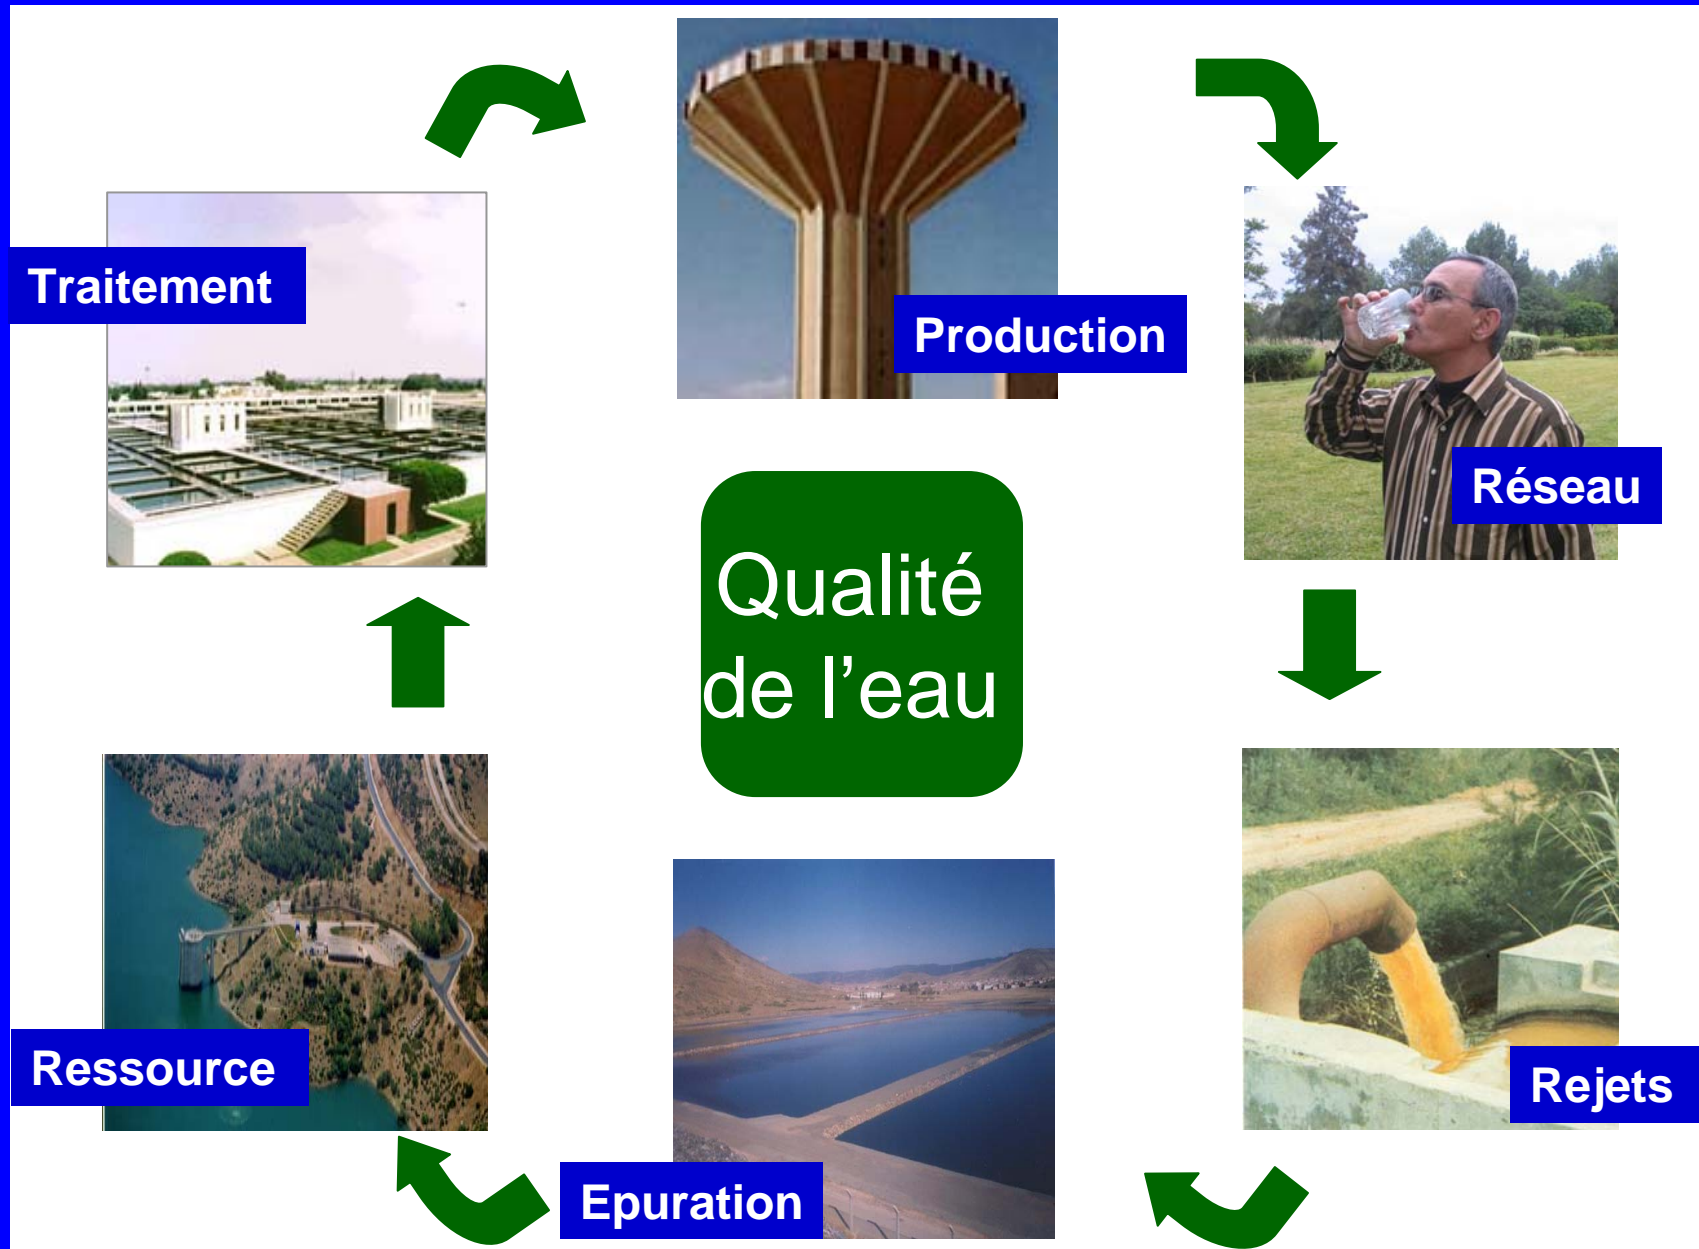 Traitement
Production
Réseau
Qualité
de l’eau
Ressource
Rejets
Epuration